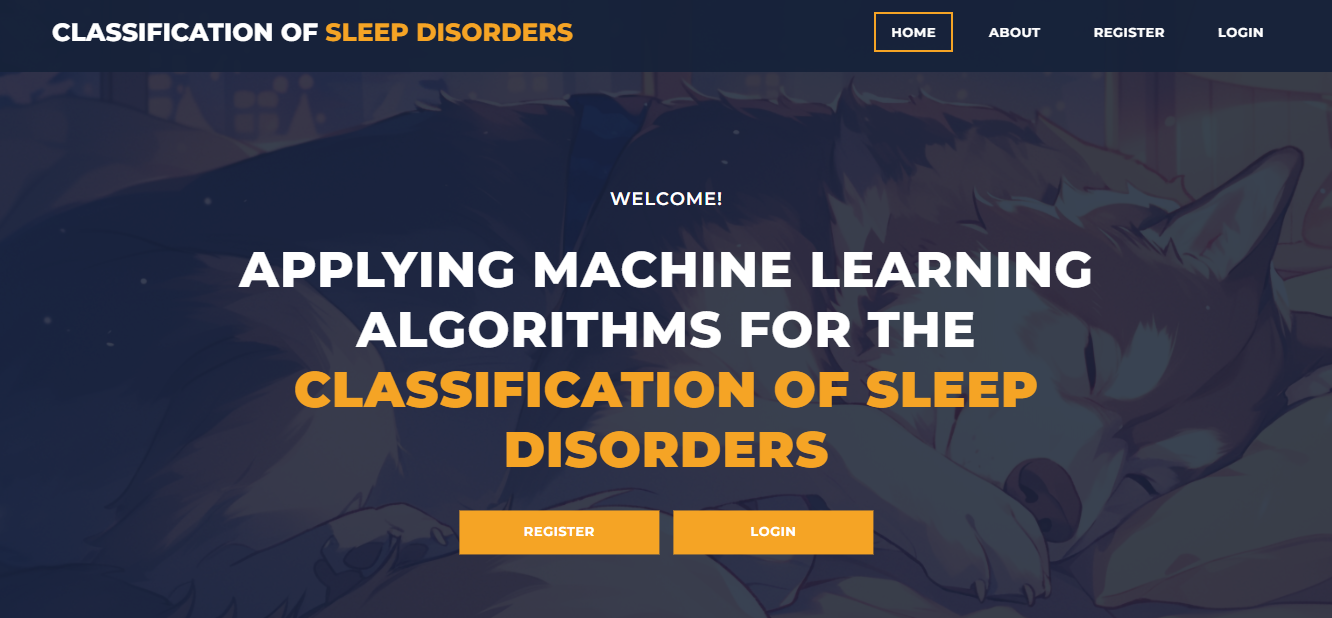 CLASSIFICATION OF SLEEP DISORDERS
HOME
ABOUT
REGISTER
LOGIN
WELCOME!
APPLYING MACHINE LEARNING
ALGORITHMS FOR THE
CLASSIFICATION OF SLEEP
DISORDERS
REGISTER
LOGIN